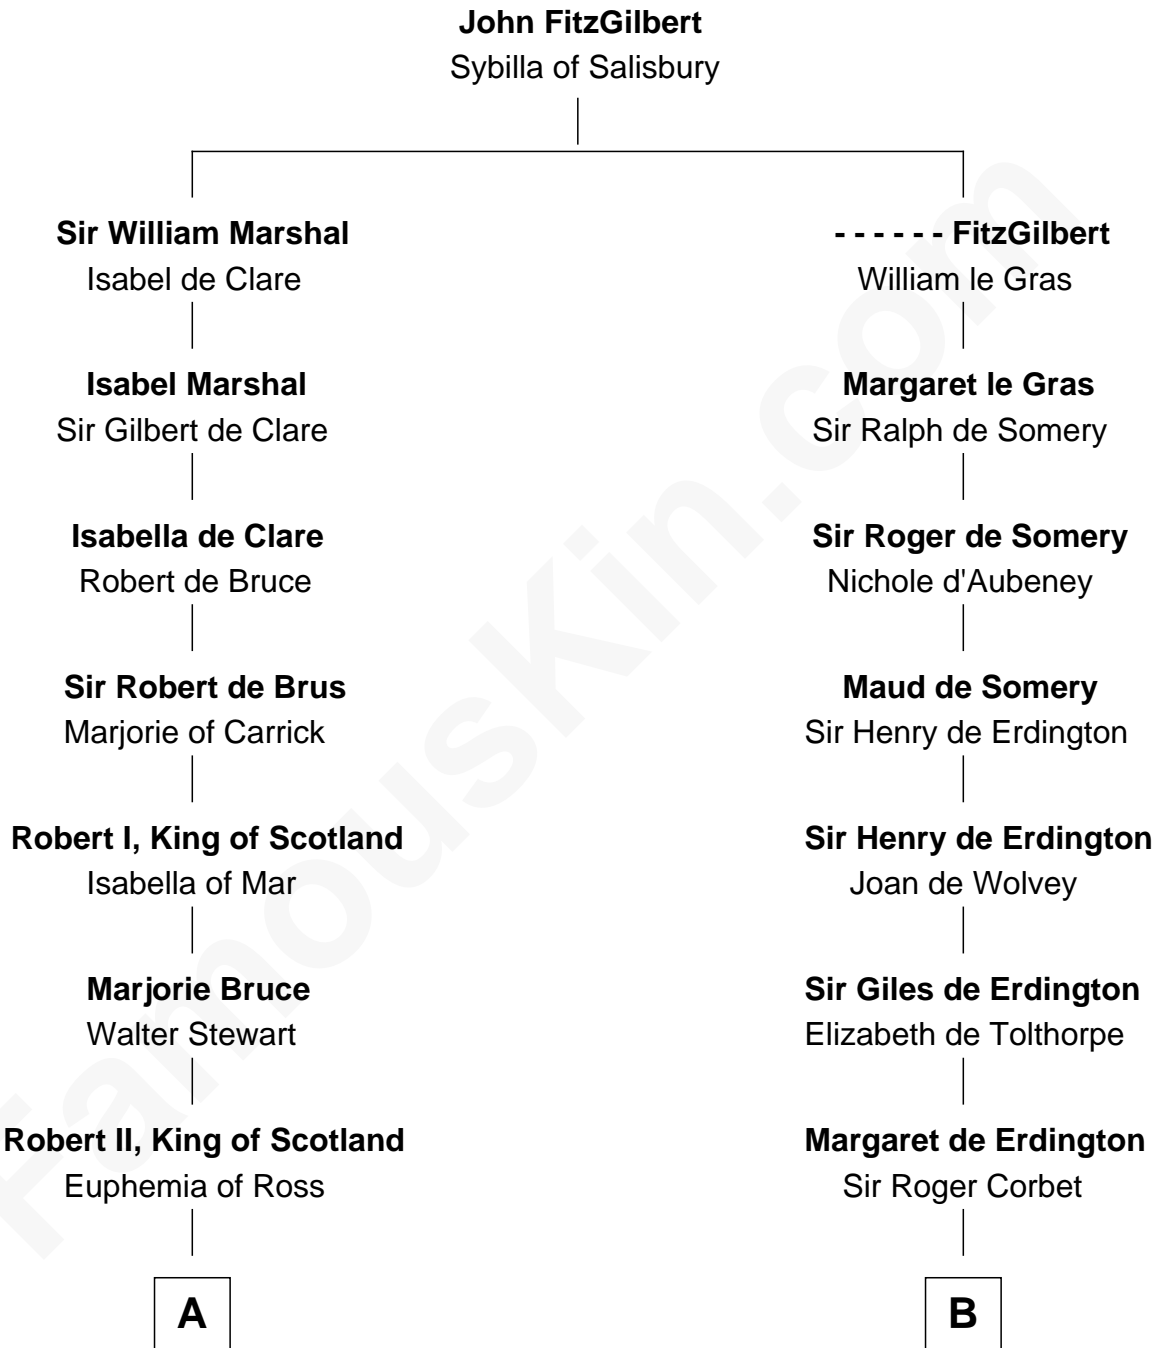 John FitzGilbert
Sybilla of Salisbury
Sir William Marshal
Isabel de Clare
- - - - - - FitzGilbert
William le Gras
Isabel Marshal
Sir Gilbert de Clare
Margaret le Gras
Sir Ralph de Somery
Isabella de Clare
Robert de Bruce
Sir Roger de Somery
Nichole d'Aubeney
Sir Robert de Brus
Marjorie of Carrick
Maud de Somery
Sir Henry de Erdington
Robert I, King of Scotland
Isabella of Mar
Sir Henry de Erdington
Joan de Wolvey
Marjorie Bruce
Walter Stewart
Sir Giles de Erdington
Elizabeth de Tolthorpe
Robert II, King of Scotland
Euphemia of Ross
Margaret de Erdington
Sir Roger Corbet
A
B
FamousKin.com